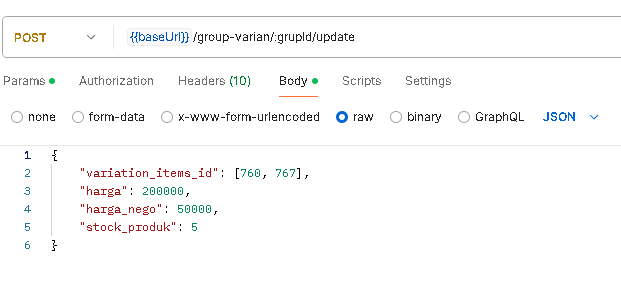 POST {{baseUrl}} /group-varian/:grupId/update
Params Authorization Headers (10) Body Scripts Settings
none form-data x-www-form-urlencoded raw binary GraphQL JSON
1 {
2 "variation_items_id": [760, 767],
3 "harga": 200000,
4 "harga_nego": 50000,
5 "stock_produk": 5
6 }